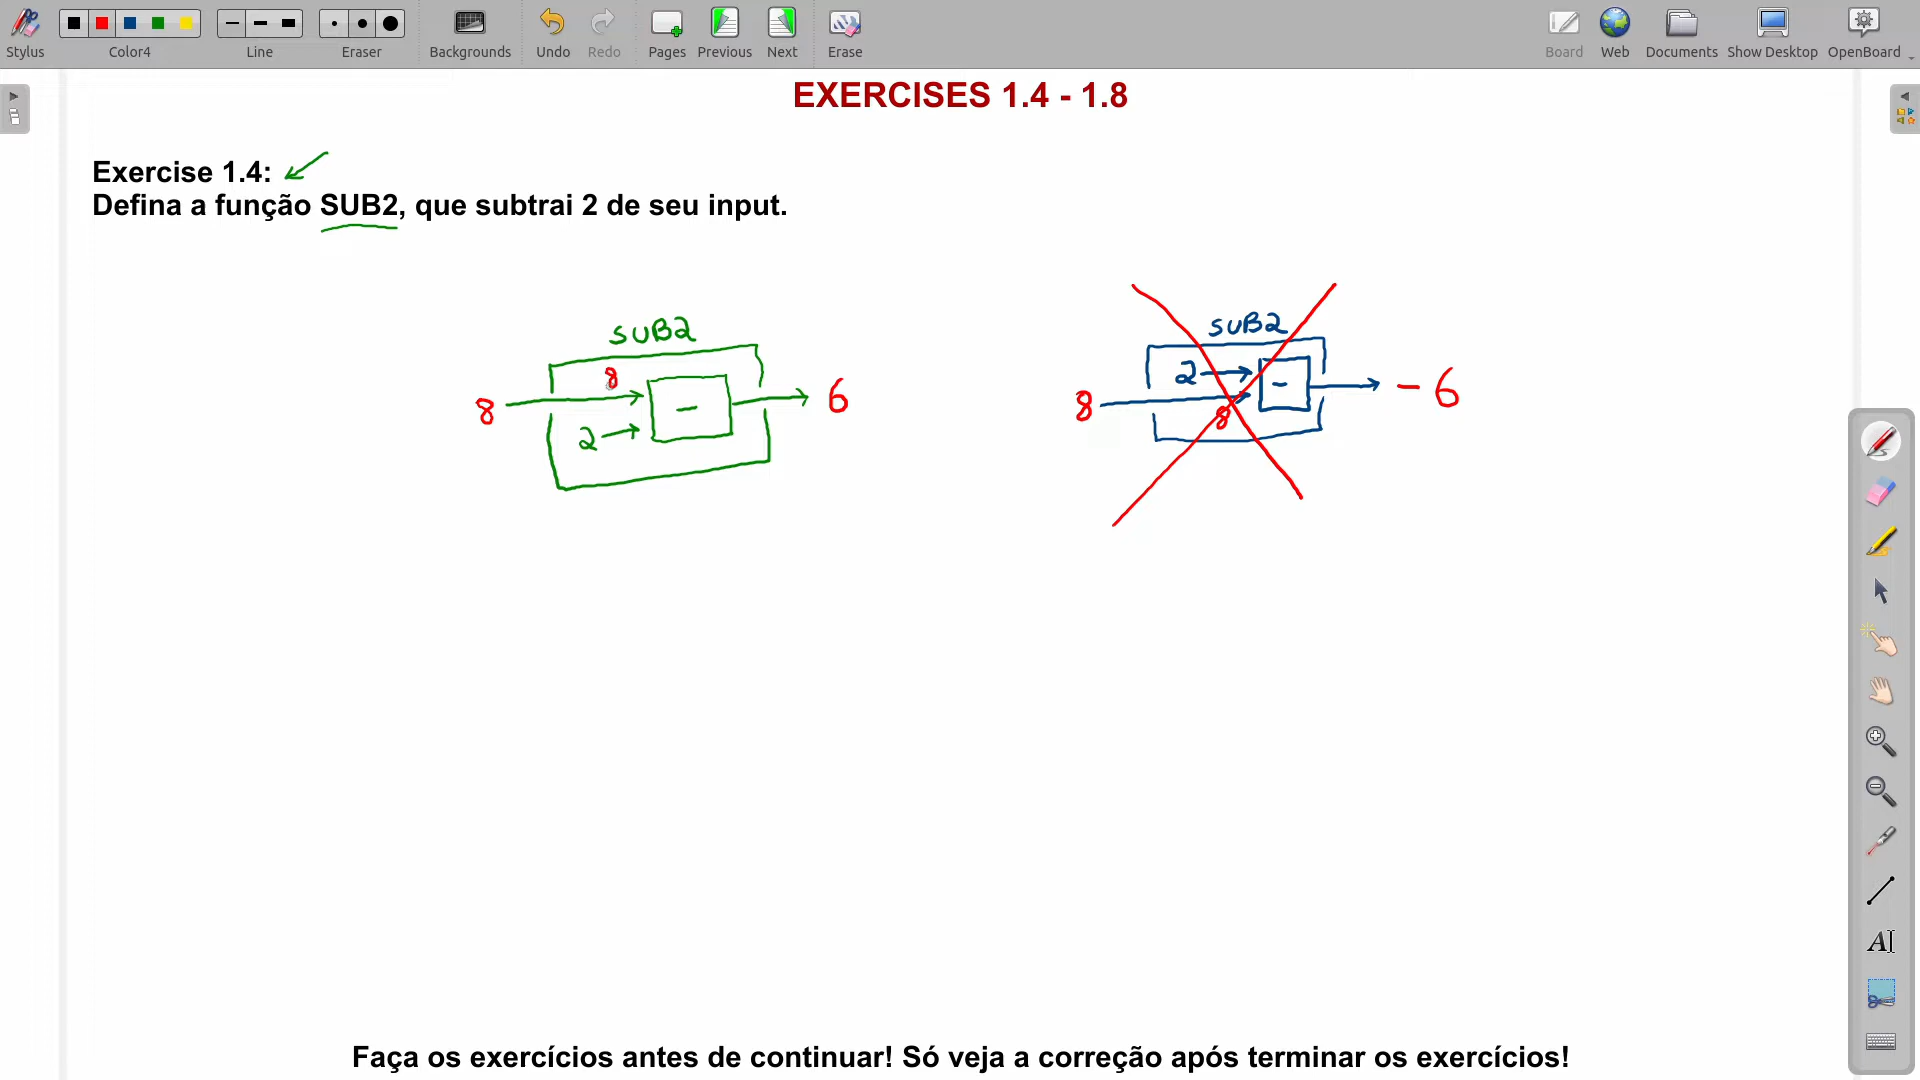 Stylus
Color4
Line
Eraser
Backgrounds
Undo
Redo
Pages
Previous
Next
Erase
Board
Web
Documents
Show Desktop
OpenBoard
EXERCISES 1.4 - 1.8
Exercise 1.4:
Defina a função SUB2, que subtrai 2 de seu input.
SUB2
8
8
-
6
2
SUB2
2
-
8
- 6
8
Faça os exercícios antes de continuar! Só veja a correção após terminar os exercícios!